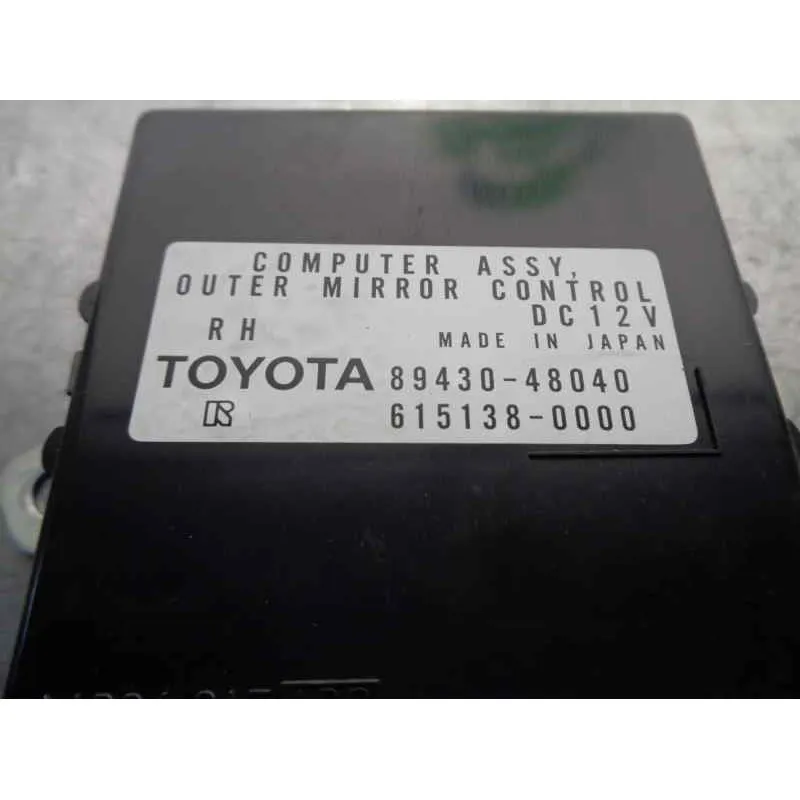 COMPUTER ASSY,
OUTER MIRROR CONTROL
RH DC12V
MADE IN JAPAN
TOYOTA 89430-48040
R 615138-0000